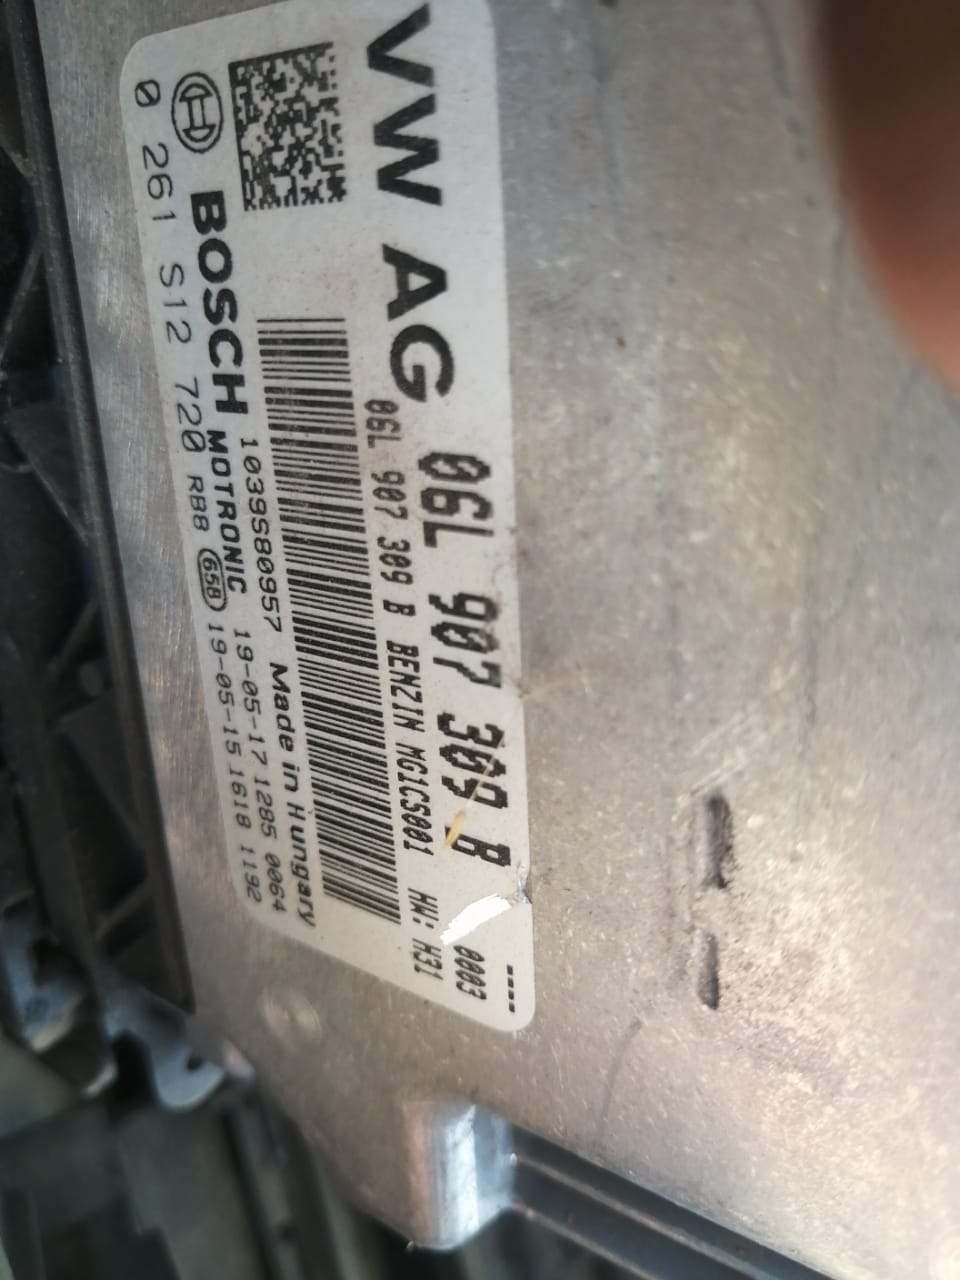 VW AG 06L 907 309 B ----
0003
06L 907 309 B BENZIN MG1CS001 HW: H31
1039S80957 Made in Hungary
BOSCH MOTRONIC 19-05-17 1285 0064
0 261 S12 720 RB8 658 19-05-15 1618 1192